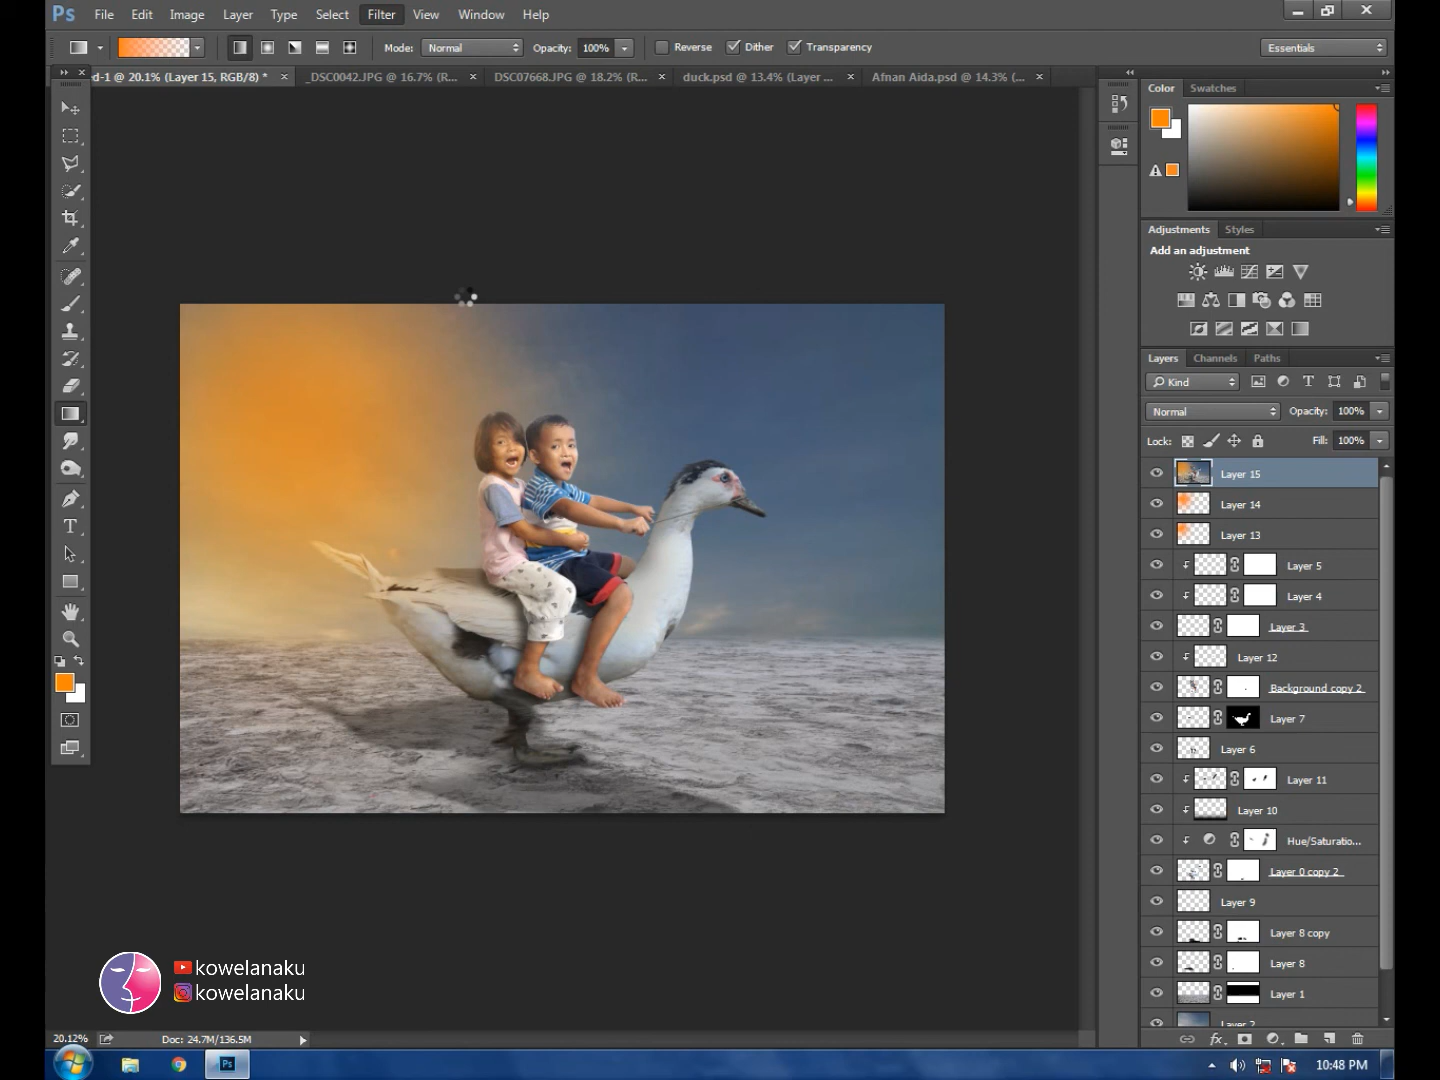 Ps File Edit Image Layer Type Select Filter View Window Help
Mode: Normal Opacity: 100% Reverse Dither Transparency Essentials
d-1 @ 20.1% (Layer 15, RGB/8) * _DSC0042.JPG @ 16.7% (R... DSC07668.JPG @ 18.2% (R... duck.psd @ 13.4% (Layer ... Afnan Aida.psd @ 14.3% (...
Color Swatches
Adjustments Styles
Add an adjustment
Layers Channels Paths
Kind
Normal Opacity: 100%
Lock: Fill: 100%
Layer 15
Layer 14
Layer 13
Layer 5
Layer 4
Layer 3
Layer 12
Background copy 2
Layer 7
Layer 6
Layer 11
Layer 10
Hue/Saturatio...
Layer 0 copy 2
Layer 9
Layer 8 copy
Layer 8
Layer 1
Layer 2
kowelanaku
kowelanaku
20.12% Doc: 24.7M/136.5M
fx
Ps 10:48 PM